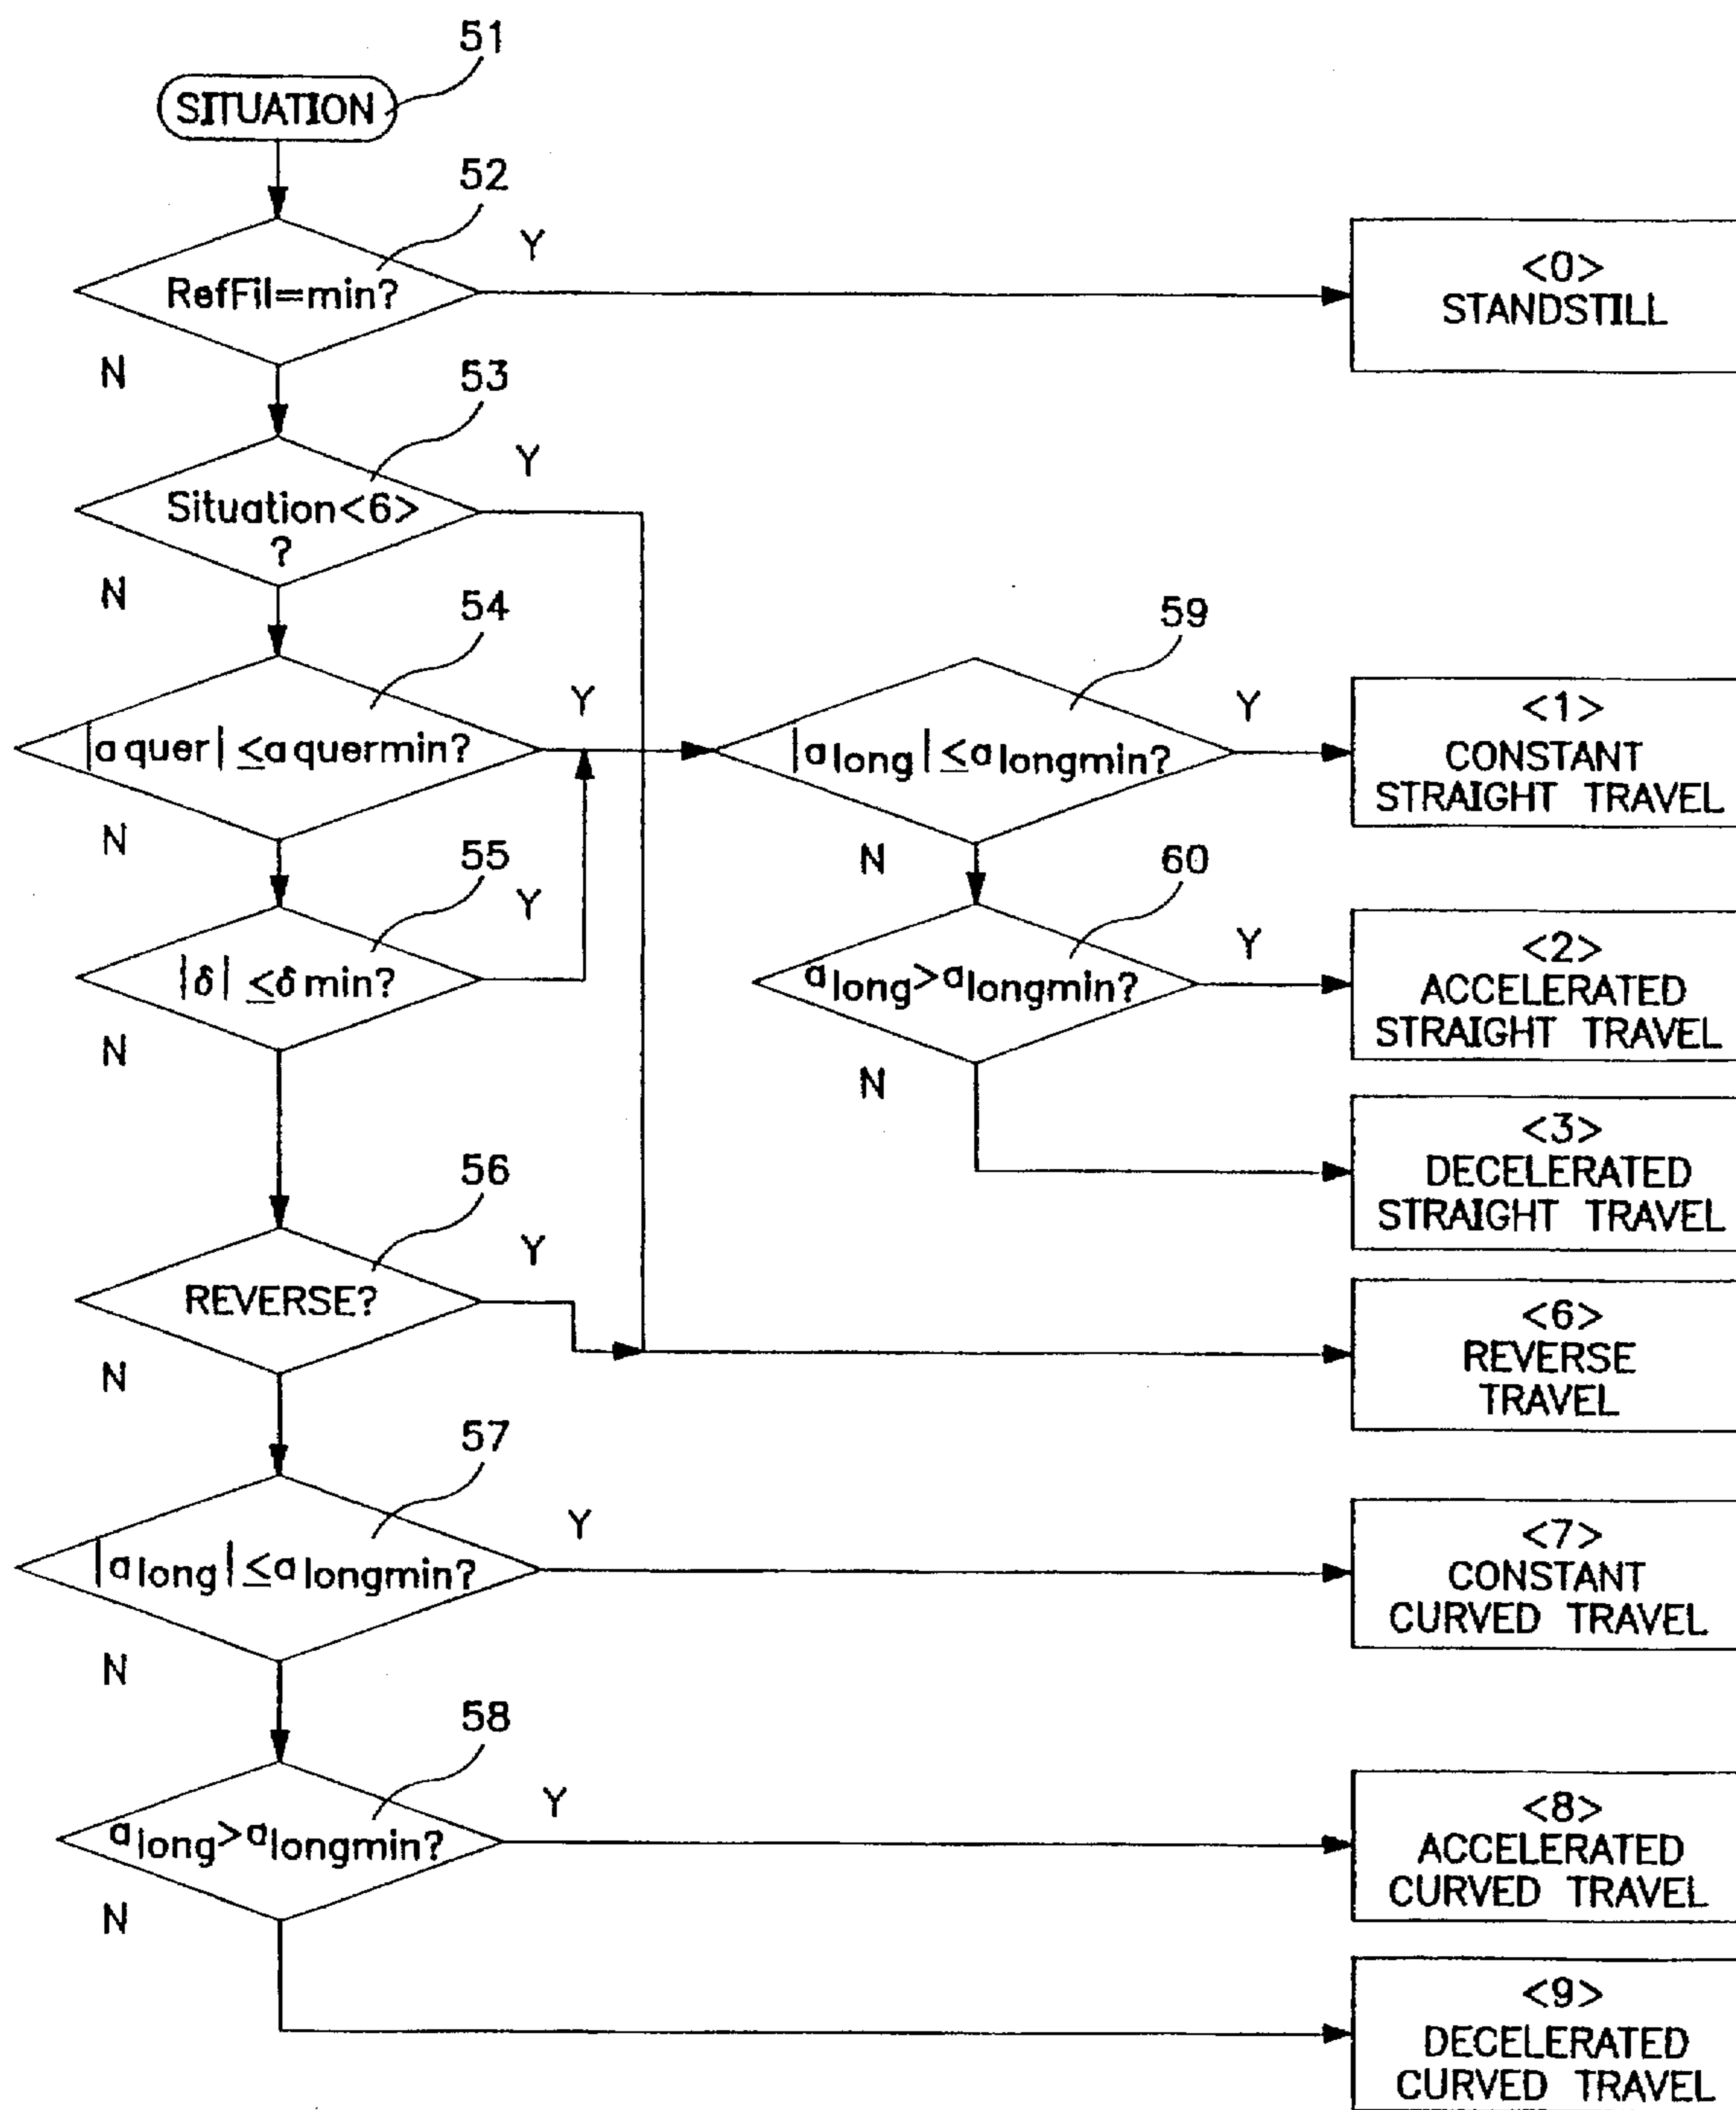 51
SITUATION
52
RefFil=min?
Y
N
<0>
STANDSTILL
53
Situation<6>
?
Y
N
54
|a quer| ≤a quermin?
Y
N
59
|a long| ≤a longmin?
Y
N
<1>
CONSTANT
STRAIGHT TRAVEL
55
|δ| ≤δ min?
Y
N
60
a long>a longmin?
Y
N
<2>
ACCELERATED
STRAIGHT TRAVEL
<3>
DECELERATED
STRAIGHT TRAVEL
56
REVERSE?
Y
N
<6>
REVERSE
TRAVEL
57
|a long| ≤a longmin?
Y
N
<7>
CONSTANT
CURVED TRAVEL
58
a long>a longmin?
Y
N
<8>
ACCELERATED
CURVED TRAVEL
<9>
DECELERATED
CURVED TRAVEL